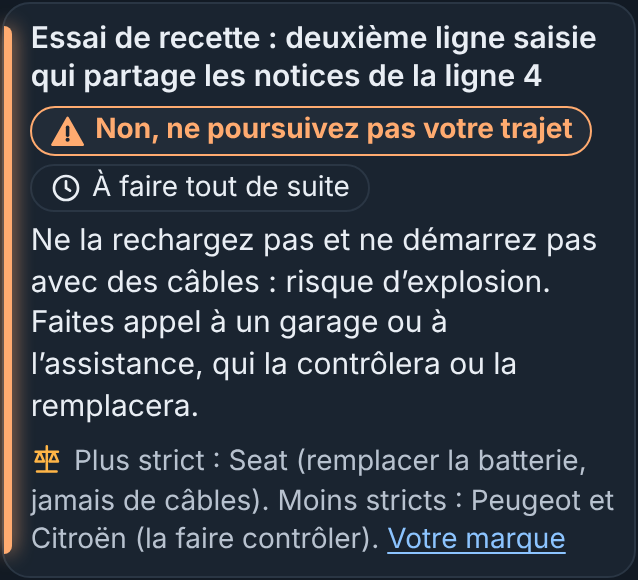 Essai de recette : deuxième ligne saisie
qui partage les notices de la ligne 4
Non, ne poursuivez pas votre trajet
À faire tout de suite
Ne la rechargez pas et ne démarrez pas
avec des câbles : risque d’explosion.
Faites appel à un garage ou à
l’assistance, qui la contrôlera ou la
remplacera.
Plus strict : Seat (remplacer la batterie,
jamais de câbles). Moins stricts : Peugeot et
Citroën (la faire contrôler). Votre marque